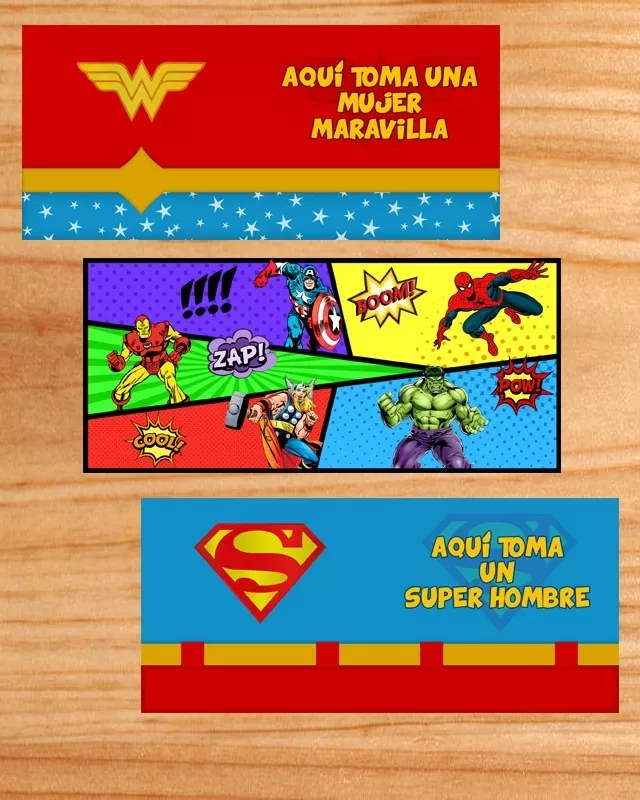 AQUÍ TOMA UNA
MUJER
MARAVILLA
!!!!
BOOM!
ZAP!
POW!
COOL!
AQUÍ TOMA
UN
SUPER HOMBRE